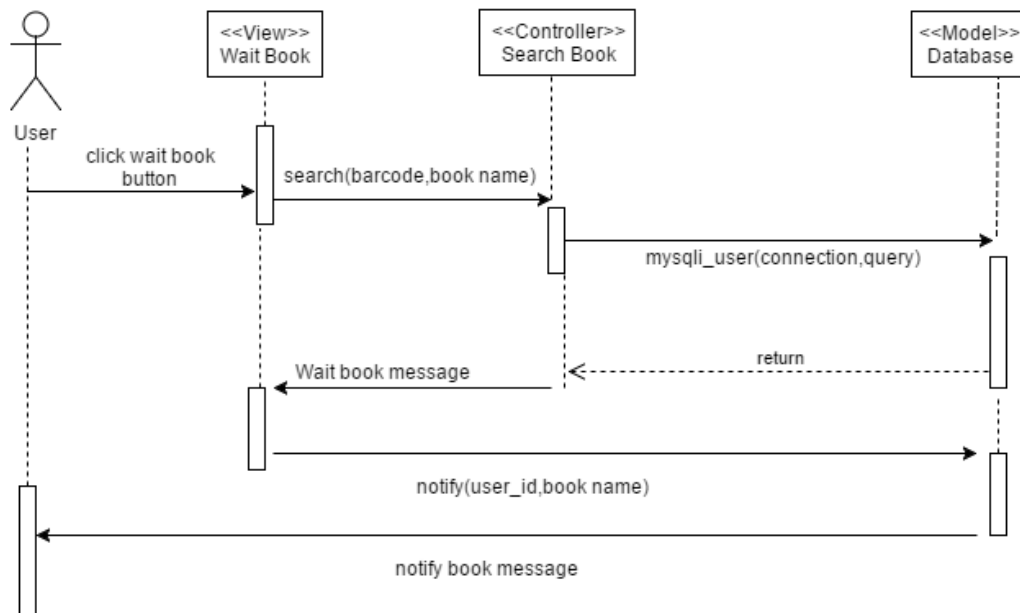 <<View>>
Wait Book
<<Controller>>
Search Book
<<Model>>
Database
User
click wait book
button
search(barcode,book name)
mysqli_user(connection,query)
return
Wait book message
notify(user_id,book name)
notify book message